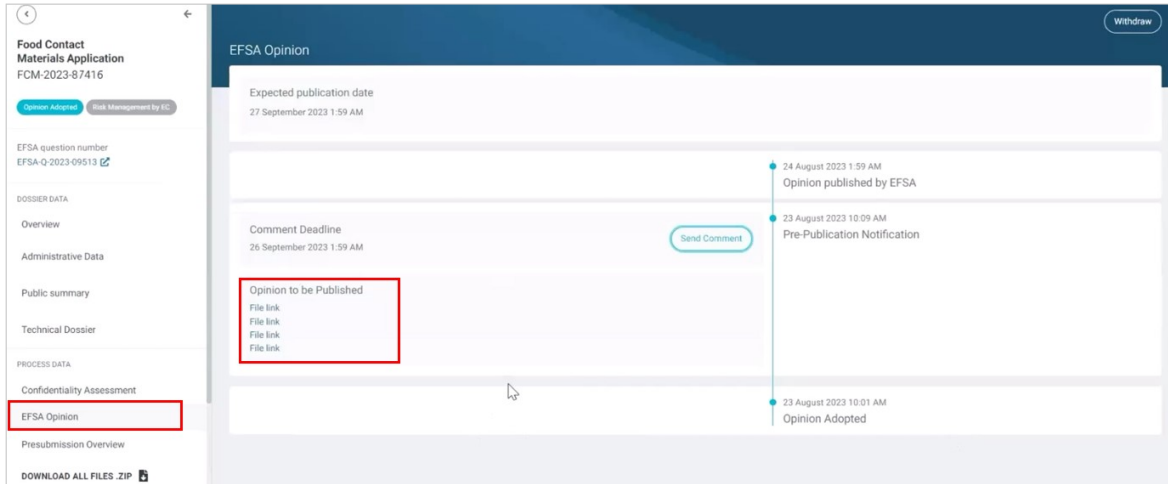 Food Contact
Materials Application
FCM-2023-87416
Opinion Adopted
Risk Management by EC
EFSA question number
EFSA-Q-2023-09513
DOSSIER DATA
Overview
Administrative Data
Public summary
Technical Dossier
PROCESS DATA
Confidentiality Assessment
EFSA Opinion
Presubmission Overview
DOWNLOAD ALL FILES .ZIP
Withdraw
EFSA Opinion
Expected publication date
27 September 2023 1:59 AM
24 August 2023 1:59 AM
Opinion published by EFSA
Comment Deadline
26 September 2023 1:59 AM
Send Comment
23 August 2023 10:09 AM
Pre-Publication Notification
Opinion to be Published
File link
File link
File link
File link
23 August 2023 10:01 AM
Opinion Adopted